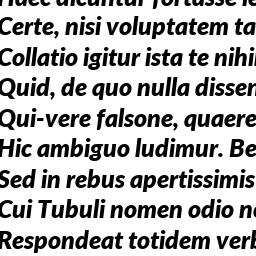 Haec dicuntur fortasse
Certe, nisi voluptatem
Collatio igitur ista te
Quid, de quo nulla
Qui-vere falsone,
Hic ambiguo ludimur.
Sed in rebus apertissimis
Cui Tubuli nomen odio
Respondeat totidem